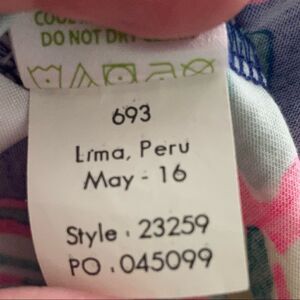 DO NOT DRY
693
Lima, Peru
May - 16
Style : 23259
PO : 045099